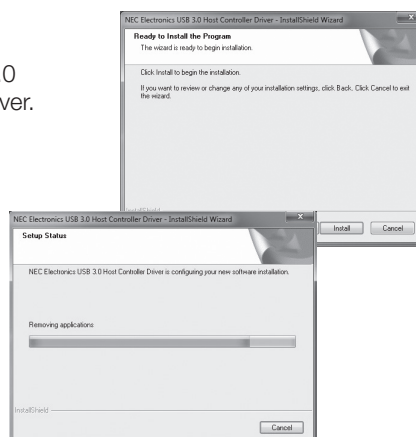 .0
ver.
NEC Electronics USB 3.0 Host Controller Driver - InstallShield Wizard
Ready to Install the Program
The wizard is ready to begin installation.
Click Install to begin the installation.
If you want to review or change any of your installation settings, click Back. Click Cancel to exit
the wizard.
InstallShield
Install
Cancel
NEC Electronics USB 3.0 Host Controller Driver - InstallShield Wizard
Setup Status
NEC Electronics USB 3.0 Host Controller Driver is configuring your new software installation.
Removing applications
InstallShield
Cancel